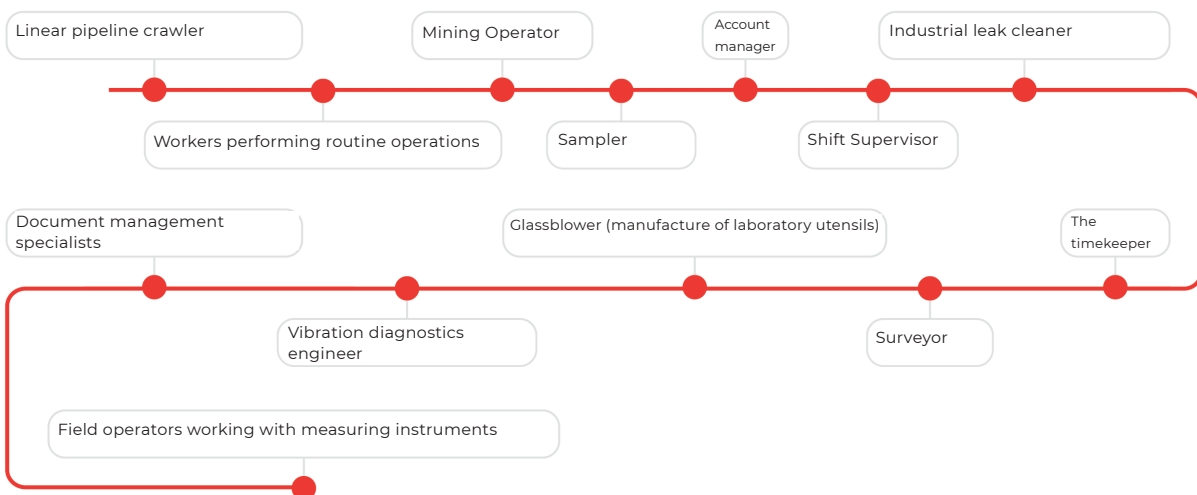 Linear pipeline crawler
Workers performing routine operations
Mining Operator
Sampler
Account
manager
Shift Supervisor
Industrial leak cleaner
The
timekeeper
Surveyor
Glassblower (manufacture of laboratory utensils)
Vibration diagnostics
engineer
Document management
specialists
Field operators working with measuring instruments